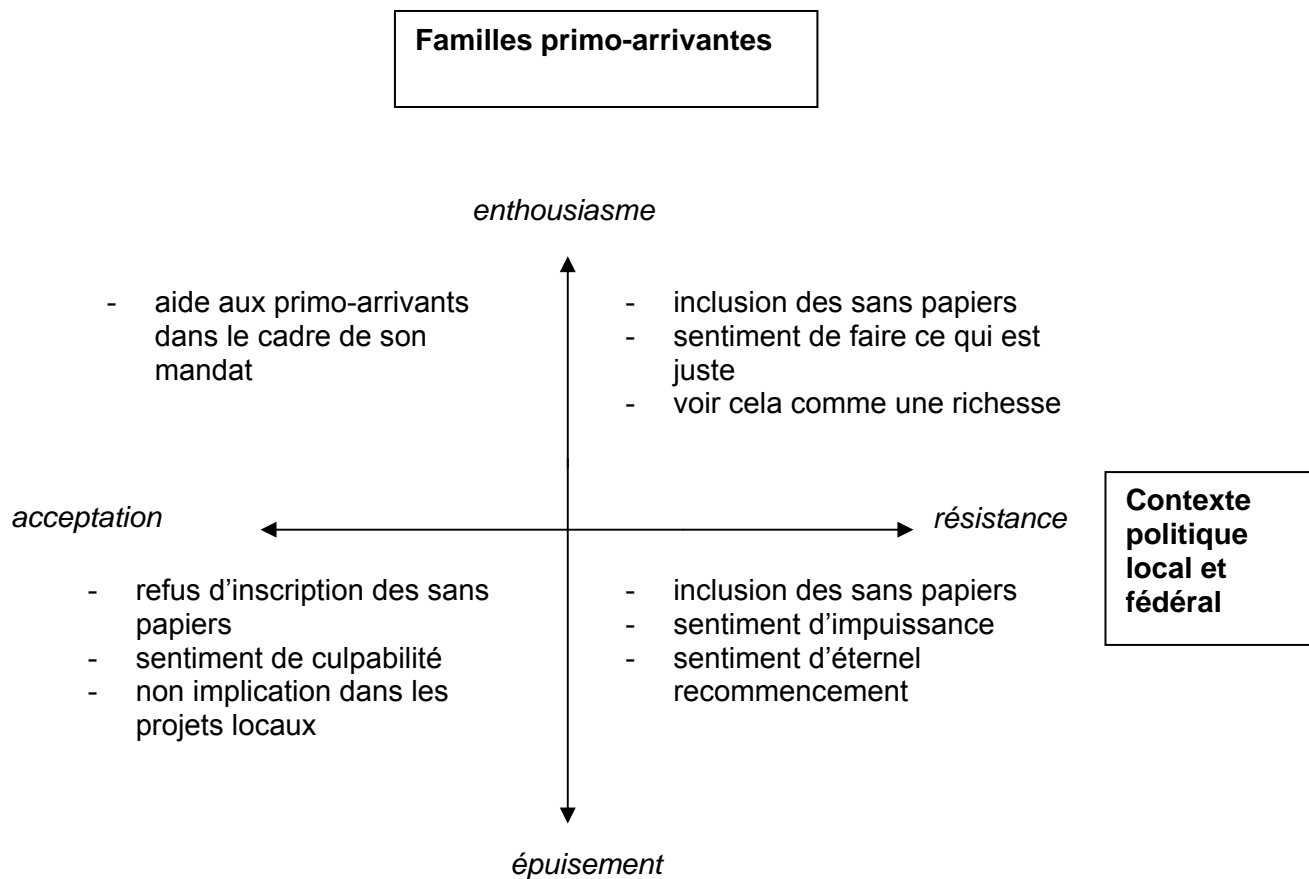 Familles primo-arrivantes
enthousiasme
- aide aux primo-arrivants
dans le cadre de son
mandat
- inclusion des sans papiers
- sentiment de faire ce qui est
juste
- voir cela comme une richesse
acceptation
résistance
Contexte
politique
local et
fédéral
- refus d’inscription des sans
papiers
- sentiment de culpabilité
- non implication dans les
projets locaux
- inclusion des sans papiers
- sentiment d’impuissance
- sentiment d’éternel
recommencement
épuisement